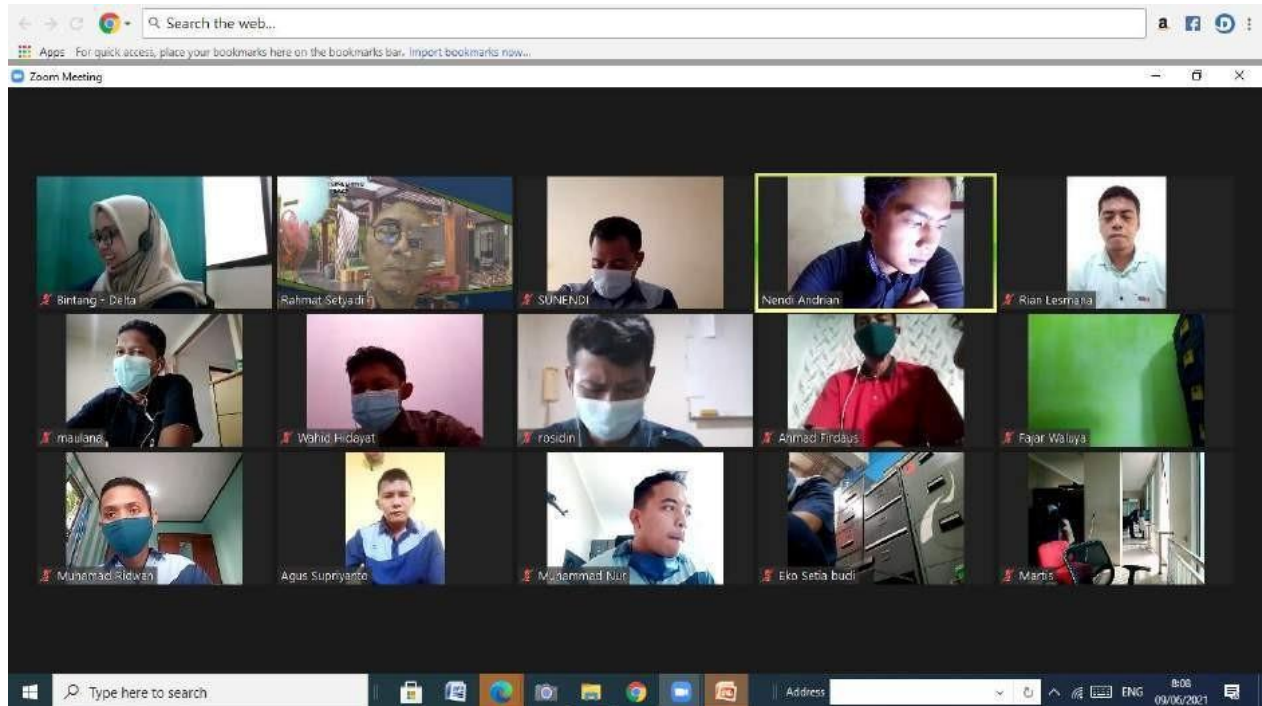 Search the web...
a
Apps For quick access, place your bookmarks here on the bookmarks bar. Import bookmarks now...
Zoom Meeting
Bintang - Delta
Rahmat Setyadi
SUNENDI
Nendi Andrian
Rian Lesmana
maulana
Wahid Hidayat
rosidin
Ahmad Firdaus
Fajar Waluya
Muhamad Ridwan
Agus Supriyanto
Muhammad Nur
Eko Setia budi
Martis
Type here to search
Address
ENG
8:08
09/06/2021